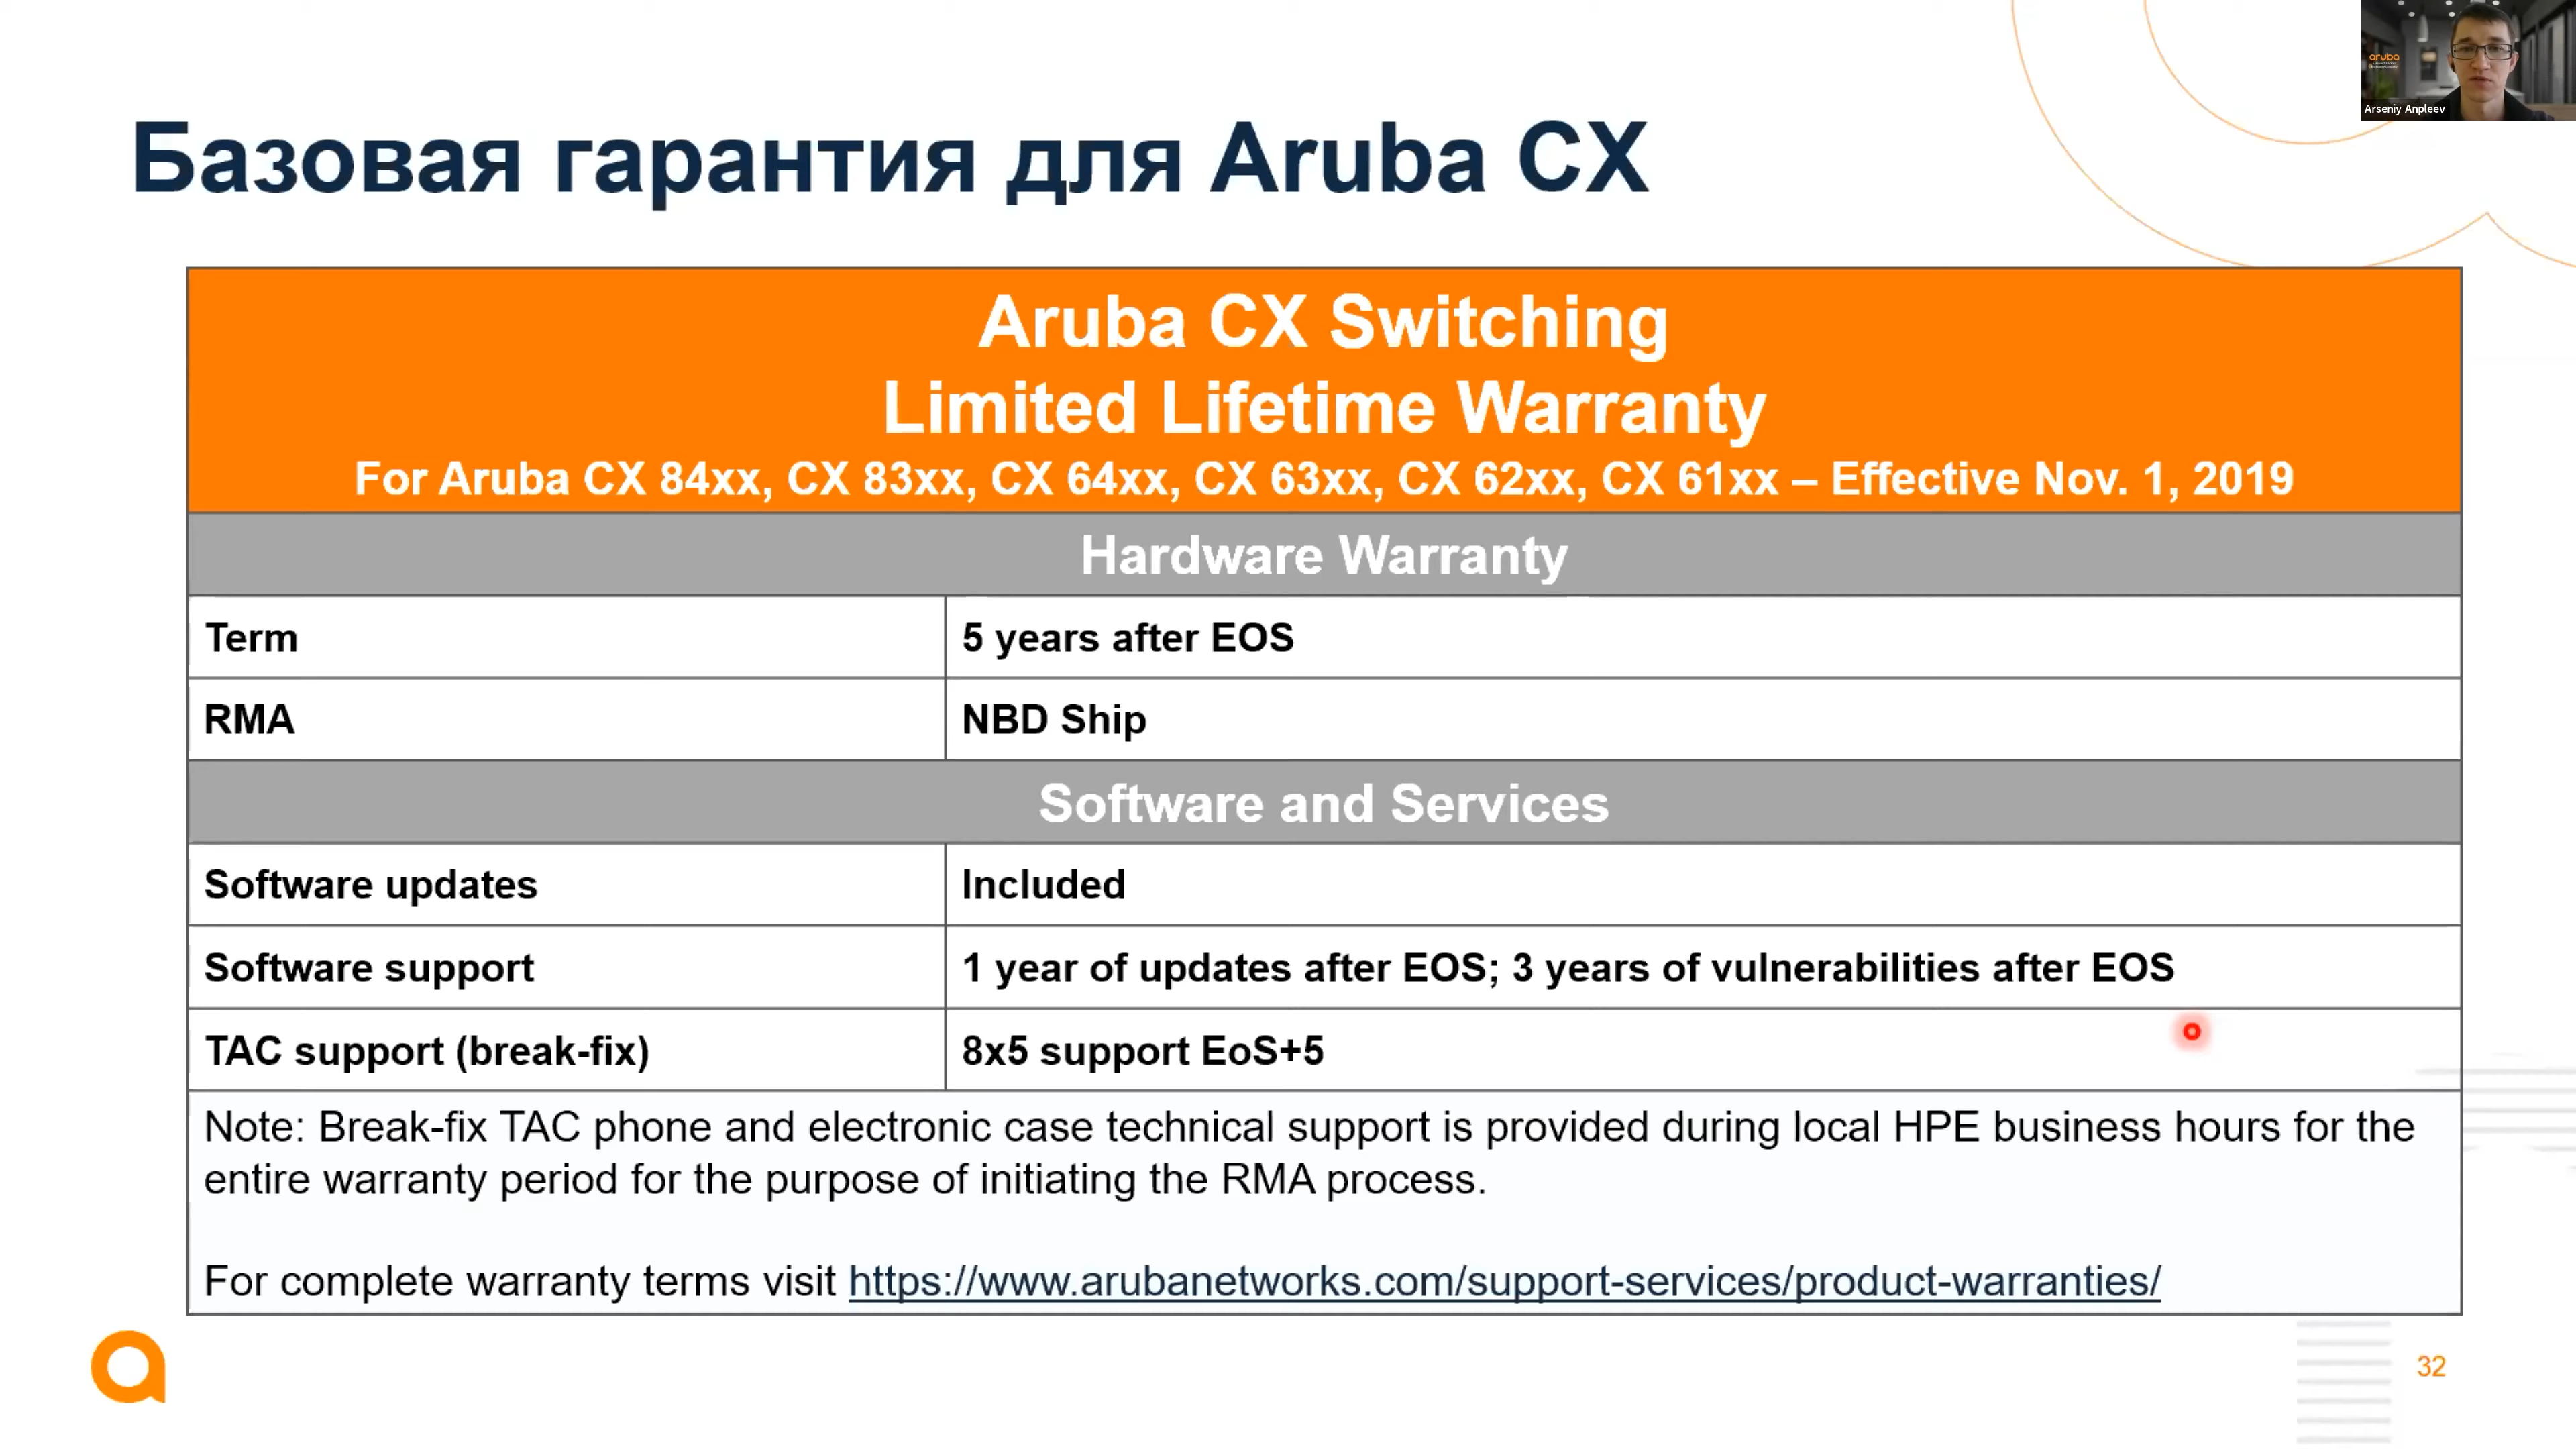 aruba
Arseniy Anpleev
Базовая гарантия для Aruba CX
Aruba CX Switching
Limited Lifetime Warranty
For Aruba CX 84xx, CX 83xx, CX 64xx, CX 63xx, CX 62xx, CX 61xx – Effective Nov. 1, 2019
Hardware Warranty
Term 5 years after EOS
RMA NBD Ship
Software and Services
Software updates Included
Software support 1 year of updates after EOS; 3 years of vulnerabilities after EOS
TAC support (break-fix) 8x5 support EoS+5
Note: Break-fix TAC phone and electronic case technical support is provided during local HPE business hours for the
entire warranty period for the purpose of initiating the RMA process.
For complete warranty terms visit https://www.arubanetworks.com/support-services/product-warranties/
32